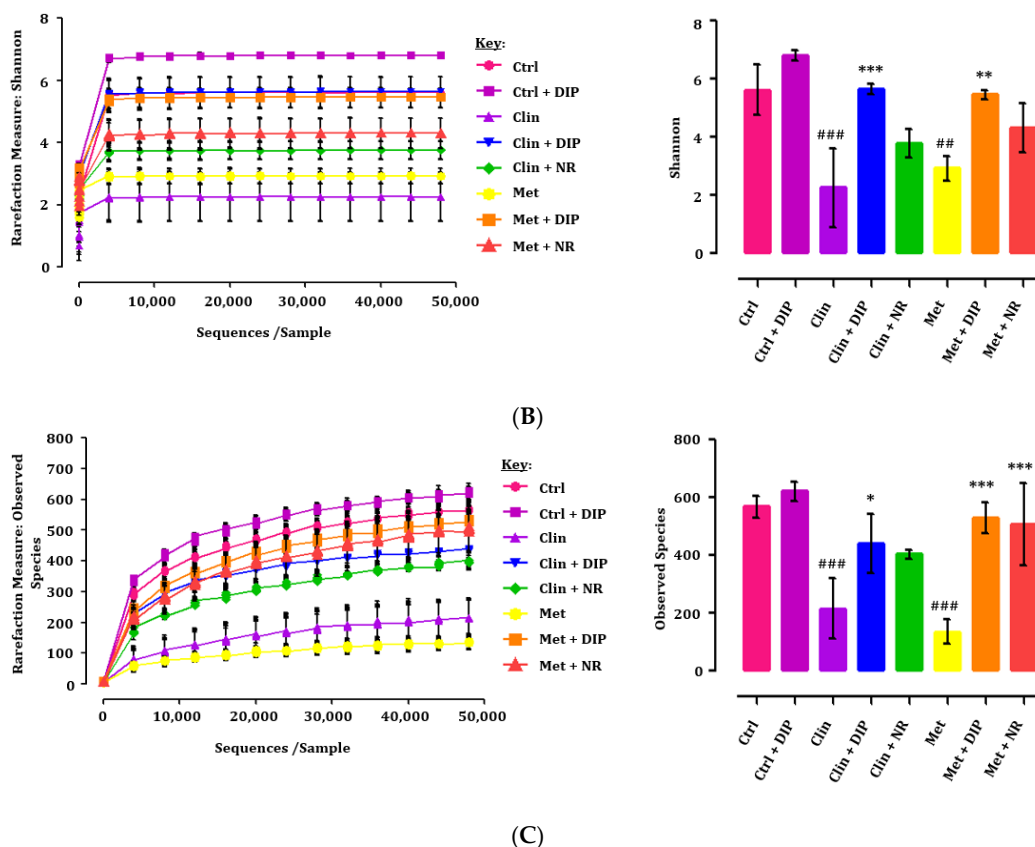 Rarefaction Measure: Shannon
8
6
4
2
0
0
10,000
20,000
30,000
40,000
50,000
Sequences /Sample
Key:
Ctrl
Ctrl + DIP
Clin
Clin + DIP
Clin + NR
Met
Met + DIP
Met + NR
Shannon
8
6
4
2
0
###
***
##
**
Ctrl
Ctrl + DIP
Clin
Clin + DIP
Clin + NR
Met
Met + DIP
Met + NR
(B)
Rarefaction Measure: Observed
Species
800
700
600
500
400
300
200
100
0
0
10,000
20,000
30,000
40,000
50,000
Sequences /Sample
Key:
Ctrl
Ctrl + DIP
Clin
Clin + DIP
Clin + NR
Met
Met + DIP
Met + NR
Observed Species
800
600
400
200
0
###
*
###
***
***
Ctrl
Ctrl + DIP
Clin
Clin + DIP
Clin + NR
Met
Met + DIP
Met + NR
(C)